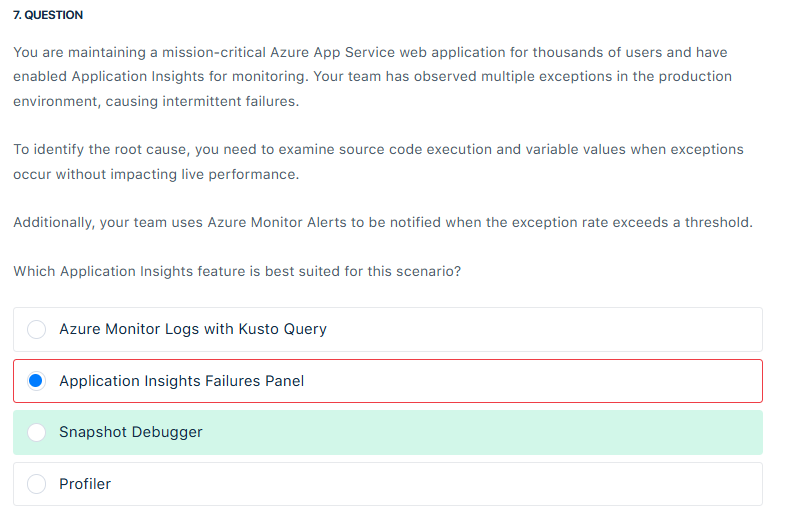 7. QUESTION
You are maintaining a mission-critical Azure App Service web application for thousands of users and have
enabled Application Insights for monitoring. Your team has observed multiple exceptions in the production
environment, causing intermittent failures.
To identify the root cause, you need to examine source code execution and variable values when exceptions
occur without impacting live performance.
Additionally, your team uses Azure Monitor Alerts to be notified when the exception rate exceeds a threshold.
Which Application Insights feature is best suited for this scenario?
Azure Monitor Logs with Kusto Query
Application Insights Failures Panel
Snapshot Debugger
Profiler